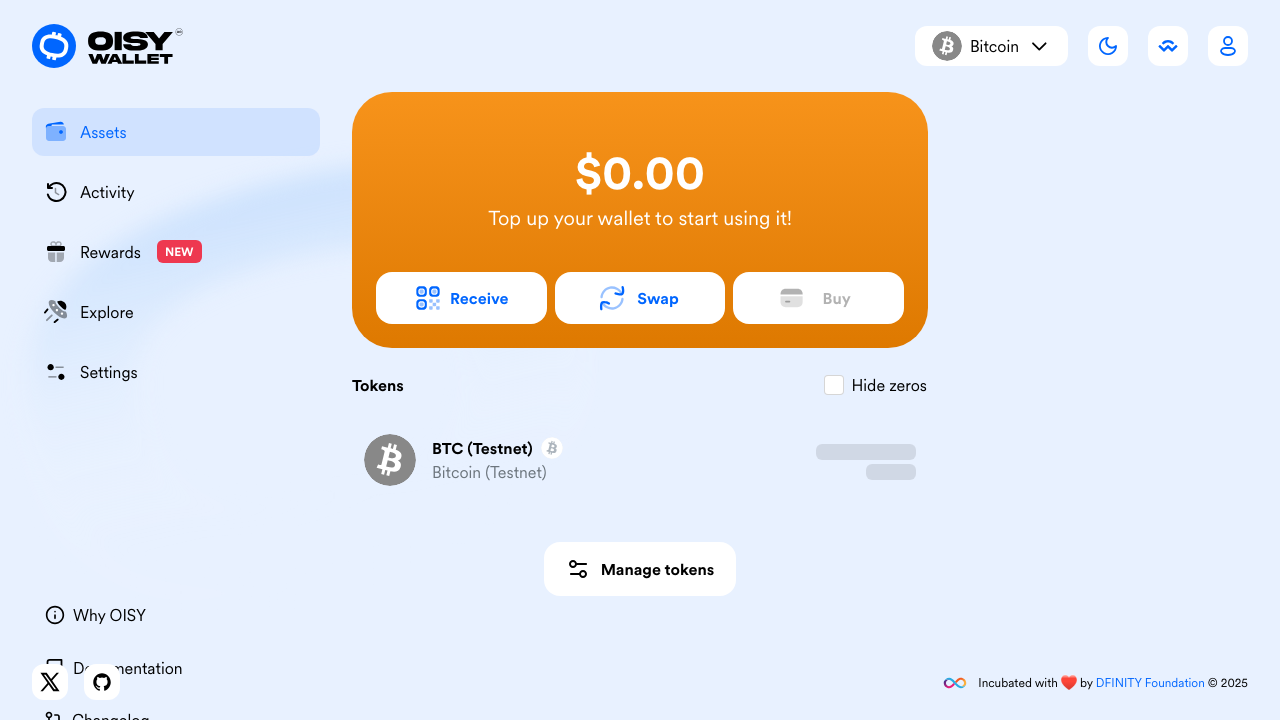 OISY
WALLET
Bitcoin
Assets
Activity
Rewards NEW
Explore
Settings
$0.00
Top up your wallet to start using it!
Receive
Swap
Buy
Tokens
Hide zeros
BTC (Testnet)
Bitcoin (Testnet)
Manage tokens
Why OISY
Documentation
Changelog
Incubated with ❤️ by DFINITY Foundation © 2025